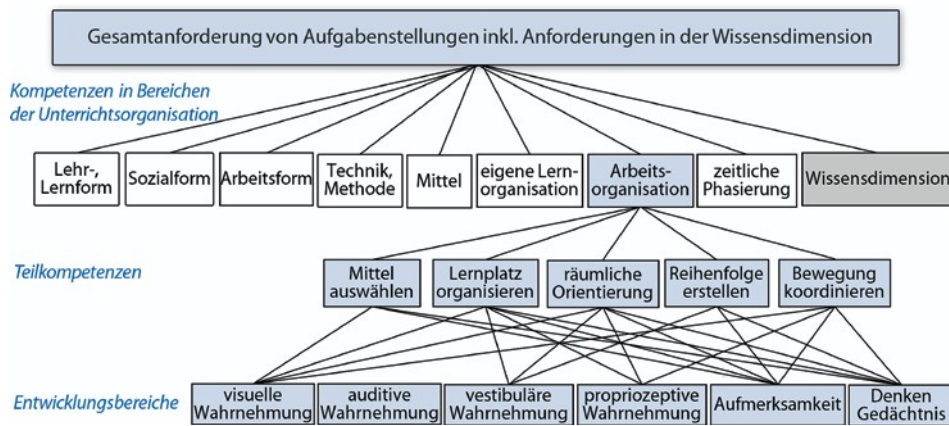 Gesamtanforderung von Aufgabenstellungen inkl. Anforderungen in der Wissensdimension
Kompetenzen in Bereichen
der Unterrichtsorganisation
Lehr-,
Lernform
Sozialform
Arbeitsform
Technik,
Methode
Mittel
eigene Lern-
organisation
Arbeits-
organisation
zeitliche
Phasierung
Wissensdimension
Teilkompetenzen
Mittel
auswählen
Lernplatz
organisieren
räumliche
Orientierung
Reihenfolge
erstellen
Bewegung
koordinieren
Entwicklungsbereiche
visuelle
Wahrnehmung
auditive
Wahrnehmung
vestibuläre
Wahrnehmung
propriozeptive
Wahrnehmung
Aufmerksamkeit
Denken
Gedächtnis